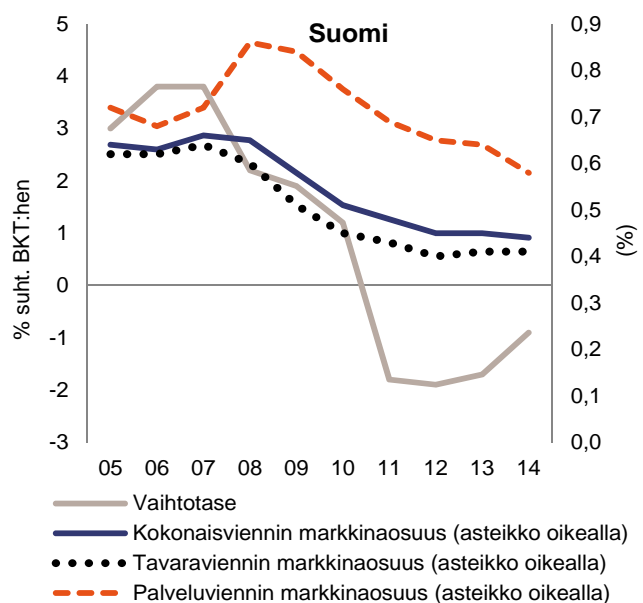 Suomi
5
4
3
2
1
0
-1
-2
-3
% suht. BKT:hen
0,9
0,8
0,7
0,6
0,5
0,4
0,3
0,2
0,1
0,0
(%)
05 06 07 08 09 10 11 12 13 14
Vaihtotase
Kokonaisviennin markkinaosuus (asteikko oikealla)
Tavaraviennin markkinaosuus (asteikko oikealla)
Palveluviennin markkinaosuus (asteikko oikealla)